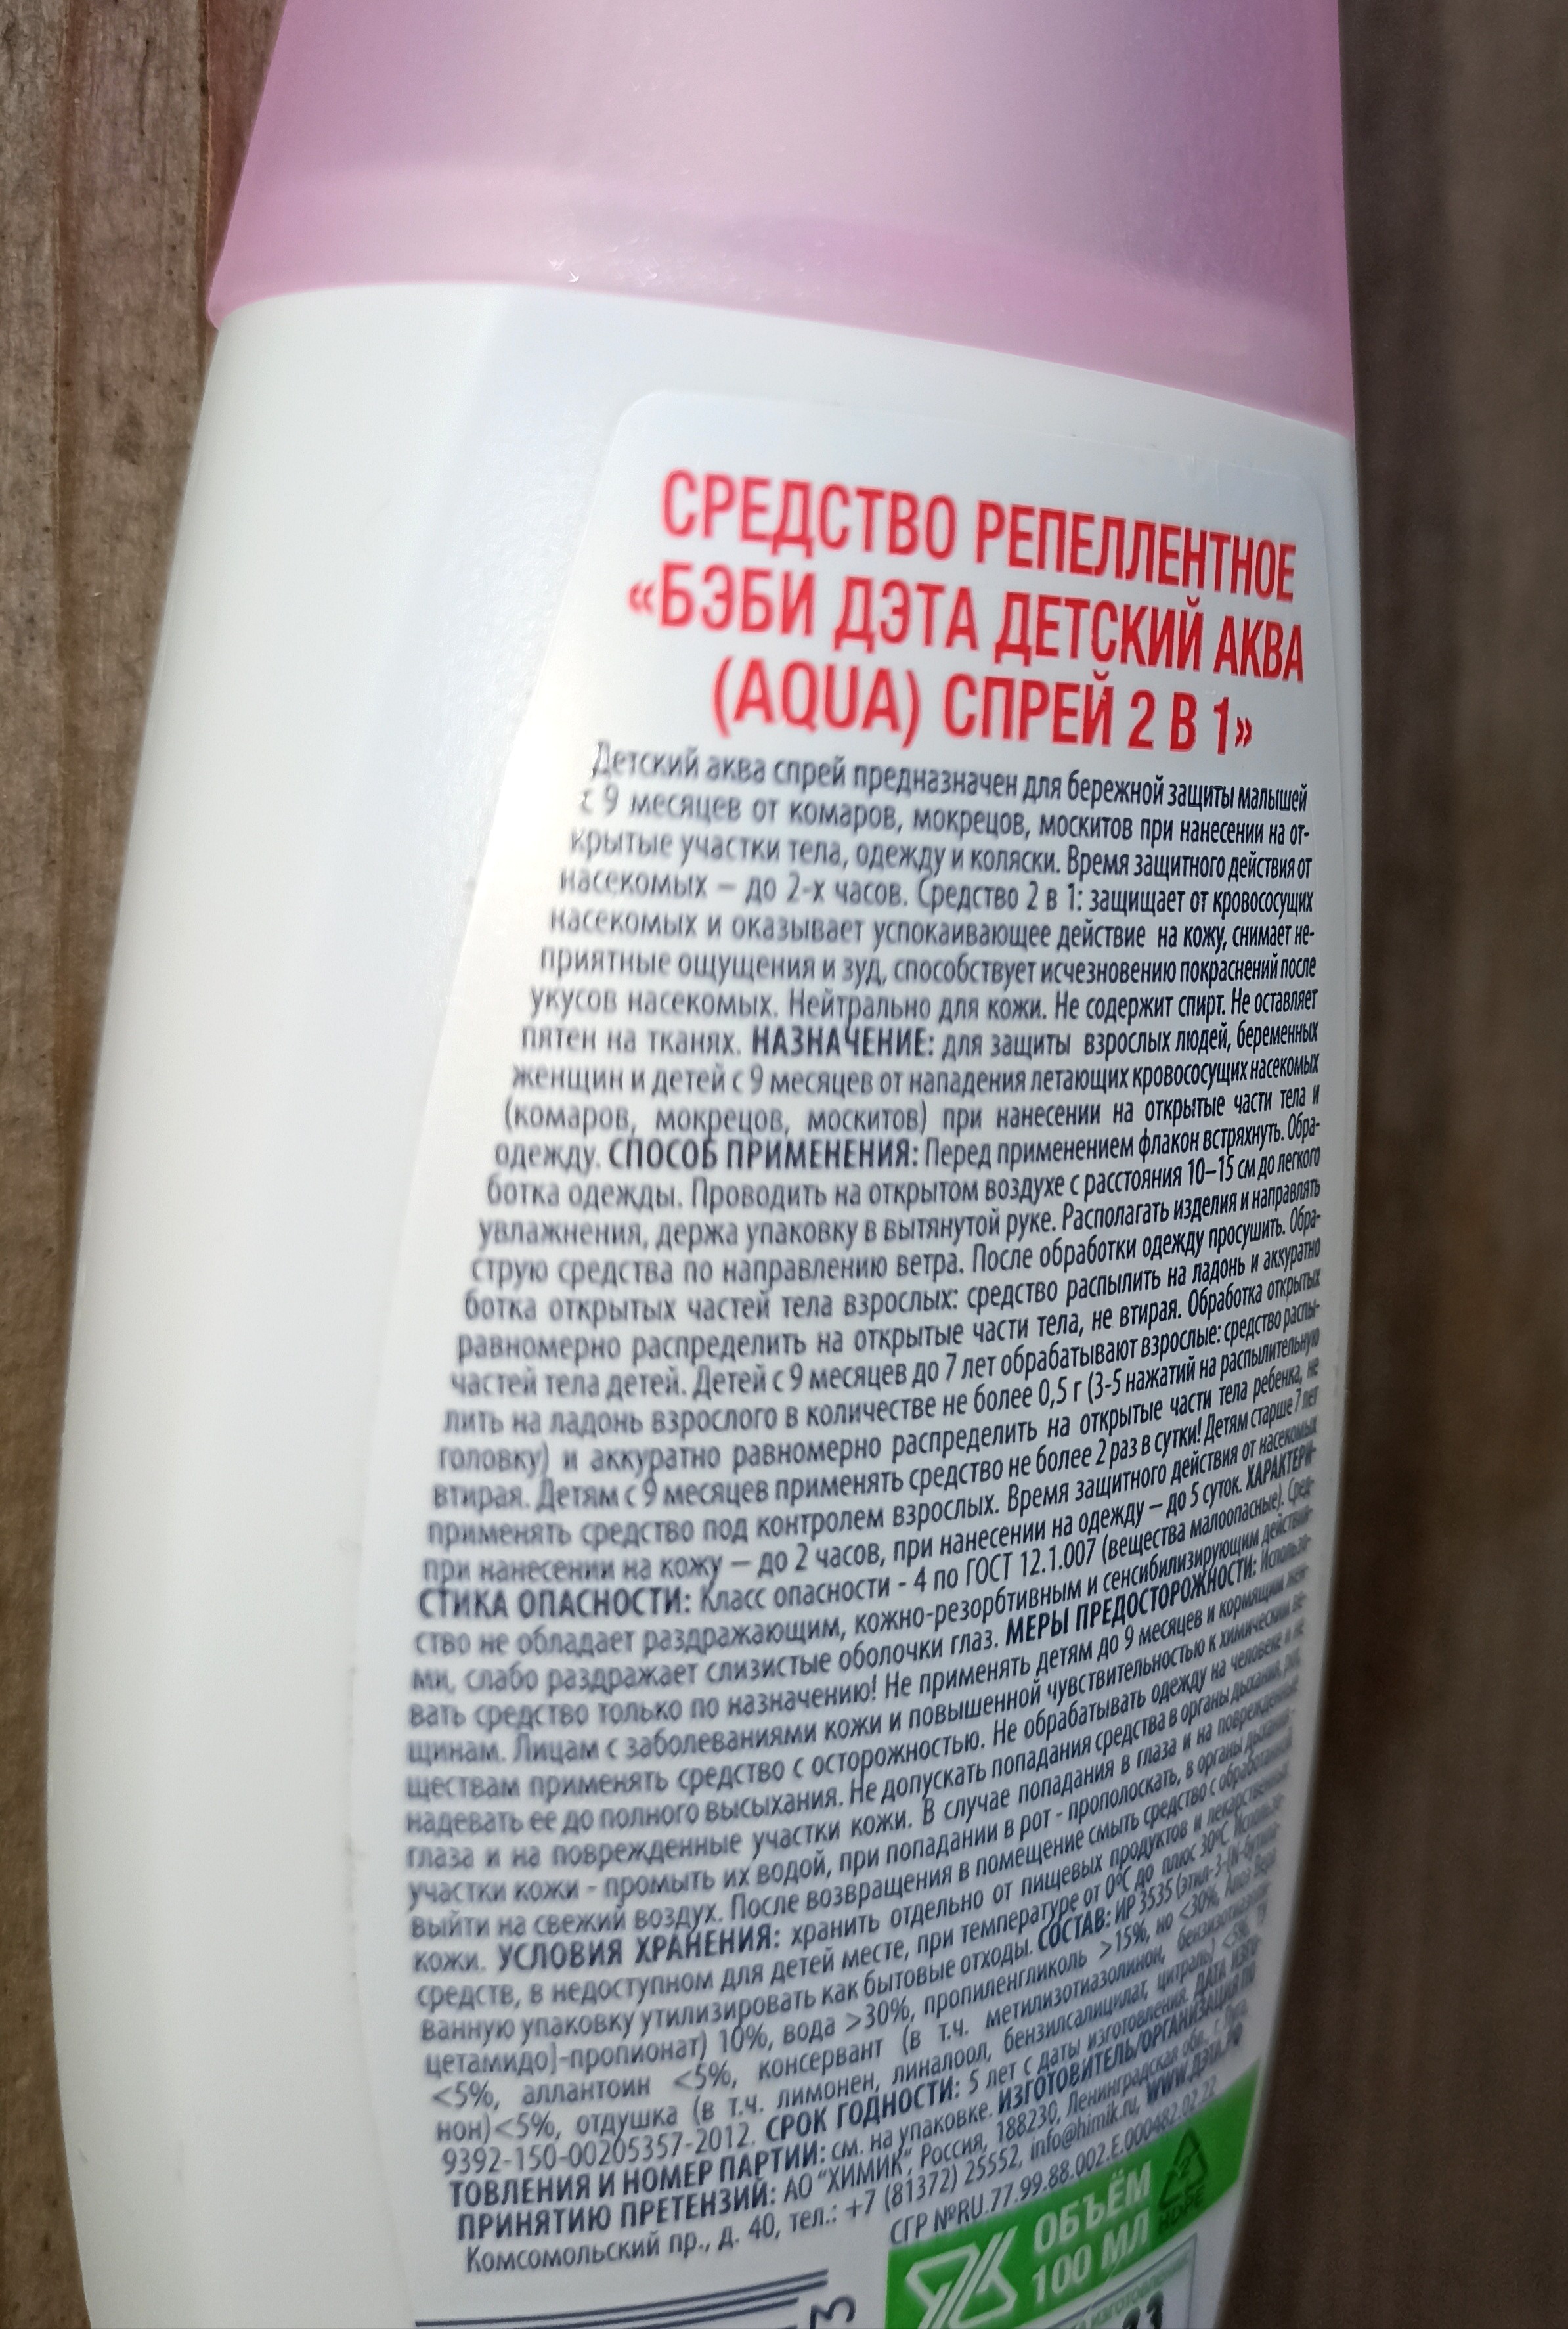 СРЕДСТВО РЕПЕЛЛЕНТНОЕ
«БЭБИ ДЭТА ДЕТСКИЙ АКВА
(AQUA) СПРЕЙ 2 В 1»
Детский аква спрей предназначен для бережной защиты малышей
с 9 месяцев от комаров, мокрецов, москитов при нанесении на от-
крытые участки тела, одежду и коляски. Время защитного действия от
насекомых – до 2-х часов. Средство 2 в 1: защищает от кровососущих
насекомых и оказывает успокаивающее действие на кожу, снимает не-
приятные ощущения и зуд, способствует исчезновению покраснений после
укусов насекомых. Нейтрально для кожи. Не содержит спирт. Не оставляет
пятен на тканях. НАЗНАЧЕНИЕ: для защиты взрослых людей, беременных
женщин и детей с 9 месяцев от нападения летающих кровососущих насекомых
(комаров, мокрецов, москитов) при нанесении на открытые части тела и
одежду. СПОСОБ ПРИМЕНЕНИЯ: Перед применением флакон встряхнуть. Обра-
ботка одежды. Проводить на открытом воздухе с расстояния 10–15 см до легкого
увлажнения, держа упаковку в вытянутой руке. Располагать изделия и направлять
струю средства по направлению ветра. После обработки одежду просушить. Обра-
ботка открытых частей тела взрослых: средство распылить на ладонь и аккуратно
равномерно распределить на открытые части тела, не втирая. Обработка открытых
частей тела детей. Детей с 9 месяцев до 7 лет обрабатывают взрослые: средство распы-
лить на ладонь взрослого в количестве не более 0,5 г (3-5 нажатий на распылительную
головку) и аккуратно равномерно распределить на открытые части тела ребенка, не
втирая. Детям с 9 месяцев применять средство не более 2 раз в сутки! Детям старше 7 лет
применять средство под контролем взрослых. Время защитного действия от насекомых
при нанесении на кожу – до 2 часов, при нанесении на одежду – до 5 суток. ХАРАКТЕРИ-
СТИКА ОПАСНОСТИ: Класс опасности - 4 по ГОСТ 12.1.007 (вещества малоопасные). Сред-
ство не обладает раздражающим, кожно-резорбтивным и сенсибилизирующим действия-
ми, слабо раздражает слизистые оболочки глаз. МЕРЫ ПРЕДОСТОРОЖНОСТИ: Использо-
вать средство только по назначению! Не применять детям до 9 месяцев и кормящим жен-
щинам. Лицам с заболеваниями кожи и повышенной чувствительностью к химическим ве-
ществам применять средство с осторожностью. Не обрабатывать одежду на человеке и не
надевать ее до полного высыхания. Не допускать попадания средства в органы дыхания, рот,
глаза и на поврежденные участки кожи. В случае попадания в глаза и на поврежденные
участки кожи - промыть их водой, при попадании в рот - прополоскать, в органы дыхания -
выйти на свежий воздух. После возвращения в помещение смыть средство с обработанной
кожи. УСЛОВИЯ ХРАНЕНИЯ: хранить отдельно от пищевых продуктов и лекарственных
средств, в недоступном для детей месте, при температуре от 0°С до плюс 30°С. Использо-
ванную упаковку утилизировать как бытовые отходы. СОСТАВ: ИР 3535 (этил-3-(N-бутила-
цетамидо]-пропионат) 10%, вода >30%, пропиленгликоль >15%, но <30%, Алоэ Вера
<5%, аллантоин <5%, консервант (в т.ч. метилизотиазолинон, бензизотиазоли-
нон)<5%, отдушка (в т.ч. лимонен, линалоол, бензилсалицилат, цитраль) <5%. ТУ
9392-150-00205357-2012. СРОК ГОДНОСТИ: 5 лет с даты изготовления. ДАТА ИЗГО-
ТОВЛЕНИЯ И НОМЕР ПАРТИИ: см. на упаковке. ИЗГОТОВИТЕЛЬ/ОРГАНИЗАЦИЯ ПО
ПРИНЯТИЮ ПРЕТЕНЗИЙ: АО "ХИМИК", Россия, 188230, Ленинградская обл., г. Луга,
Комсомольский пр., д. 40, тел.: +7 (81372) 25552, info@himik.ru, WWW.ДЭТА.РФ
СГР №RU.77.99.88.002.Е.000482.02.22
ОБЪЁМ
100 МЛ
2
HDPE
3